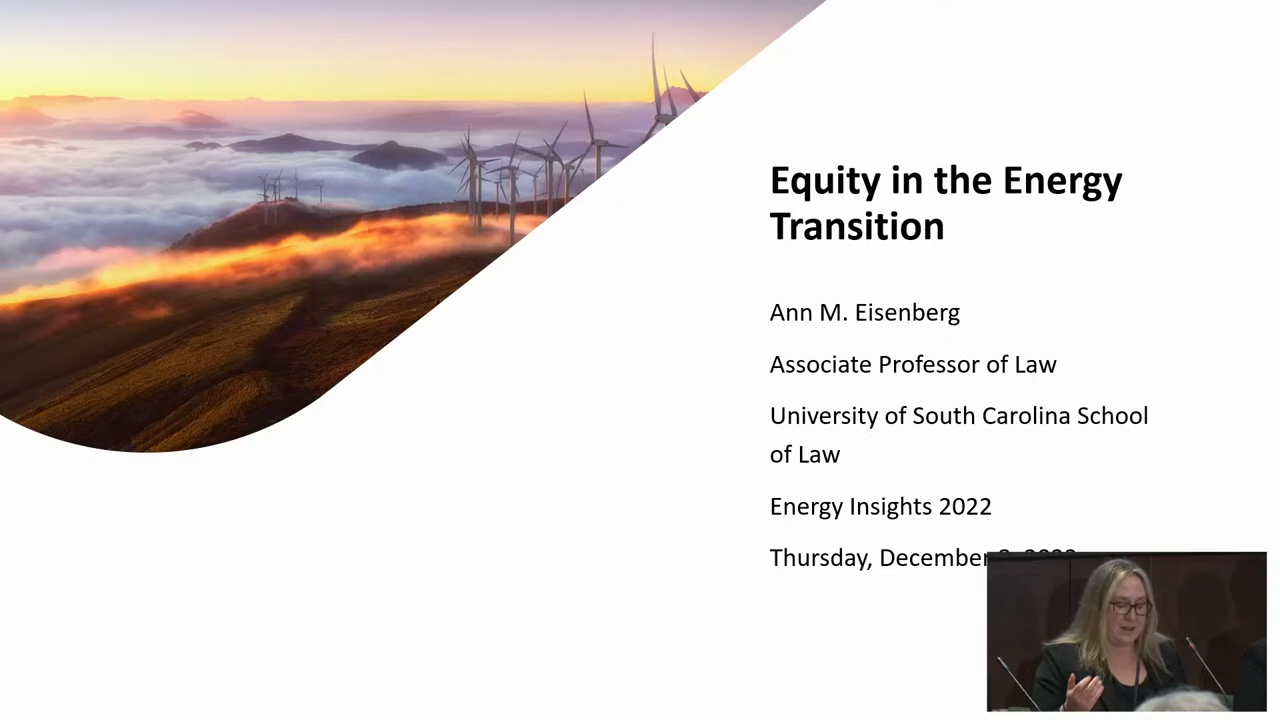 Equity in the Energy
Transition
Ann M. Eisenberg
Associate Professor of Law
University of South Carolina School
of Law
Energy Insights 2022
Thursday, December